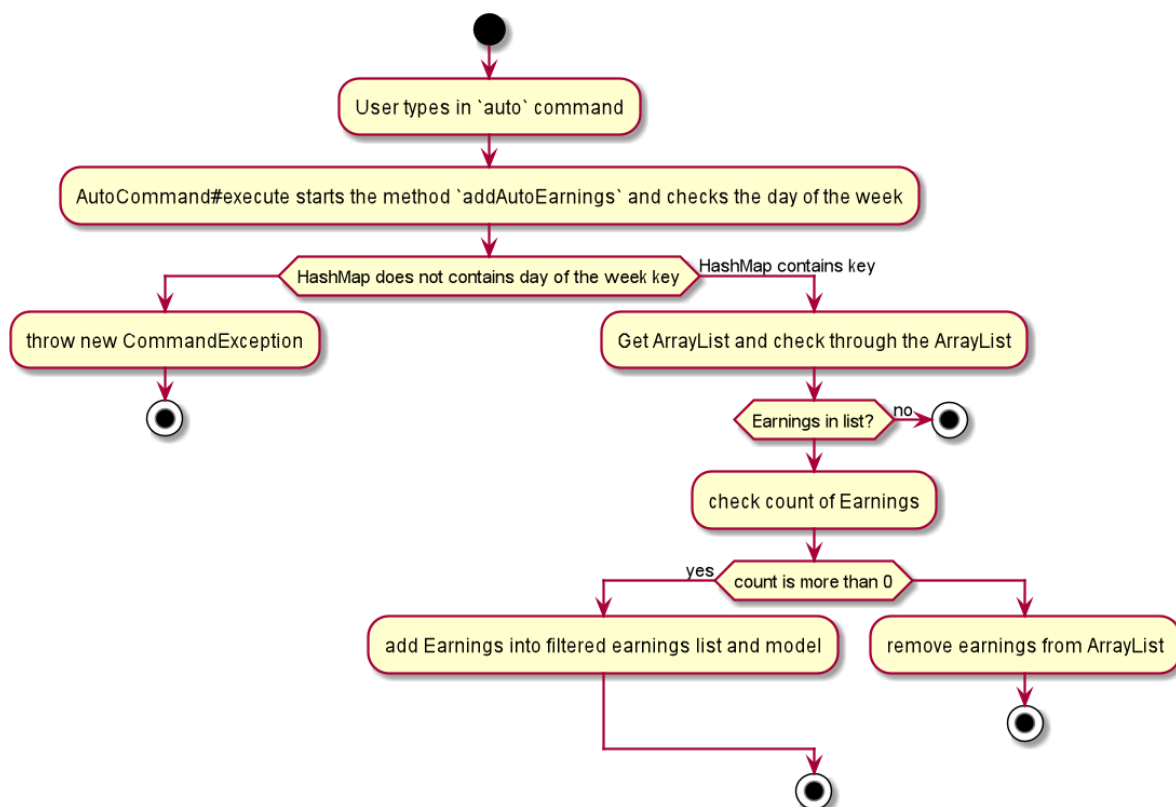 User types in `auto` command
AutoCommand#execute starts the method `addAutoEarnings` and checks the day of the week
HashMap does not contains day of the week key
HashMap contains key
throw new CommandException
Get ArrayList and check through the ArrayList
Earnings in list?
no
check count of Earnings
yes
count is more than 0
add Earnings into filtered earnings list and model
remove earnings from ArrayList